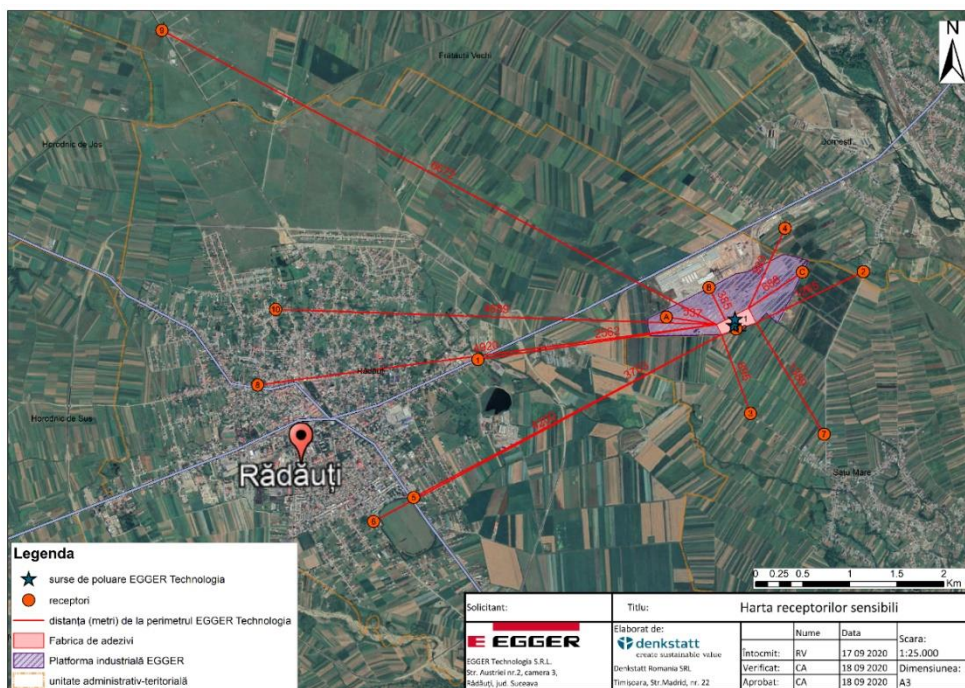 N
9
Frătăuții Vechi
Horodnic de Jos
Dornești
4
B
C
2
385
A
537
10
1
8
Horodnic de Sus
3
7
Satu Mare
Rădăuți
5
6
Legenda
surse de poluare EGGER Technologia
receptori
distanța (metri) de la perimetrul EGGER Technologia
Fabrica de adezivi
Platforma industrială EGGER
unitate administrativ-teritorială
0 0.25 0.5 1 1.5 2
Km
Solicitant:
Titlu: Harta receptorilor sensibili
E EGGER
EGGER Technologia S.R.L.
Str. Austriei nr.2, camera 3,
Rădăuți, jud. Suceava
Elaborat de:
denkstatt
create sustainable value
Denkstatt Romania SRL
Timișoara, Str.Madrid, nr. 22
Nume Data
Întocmit: RV 17 09 2020
Verificat: CA 18 09 2020
Aprobat: CA 18 09 2020
Scara:
1:25.000
Dimensiunea:
A3